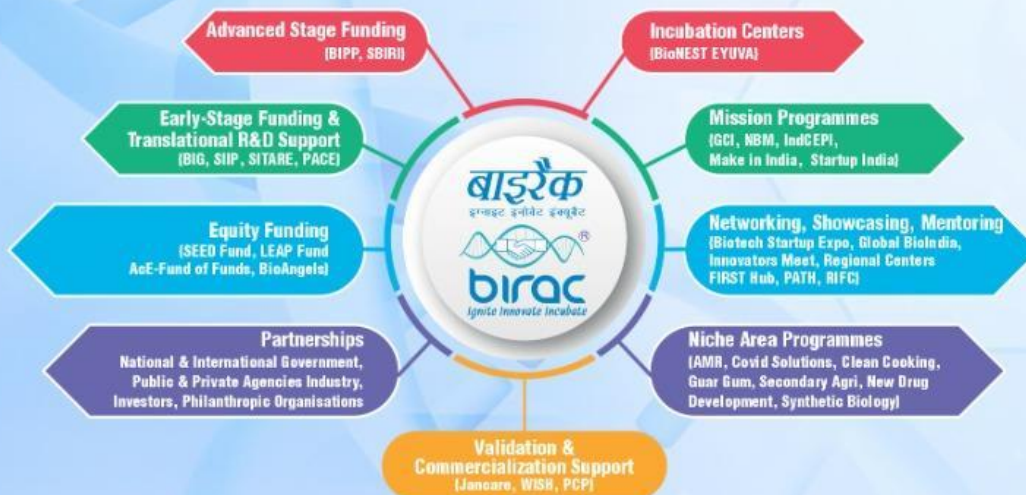 Advanced Stage Funding
(BIPP, SBIRI)
Incubation Centers
(BioNEST EYUVA)
Early-Stage Funding &
Translational R&D Support
(BIG, SIIP, SITARE, PACE)
Mission Programmes
(GCI, NBM, IndCEPI,
Make in India, Startup India)
Equity Funding
(SEED Fund, LEAP Fund
AcE-Fund of Funds, BioAngels)
Networking, Showcasing, Mentoring
(Biotech Startup Expo, Global BioIndia,
Innovators Meet, Regional Centers
FIRST Hub, PATH, RIFC)
Partnerships
National & International Government,
Public & Private Agencies Industry,
Investors, Philanthropic Organisations
Niche Area Programmes
(AMR, Covid Solutions, Clean Cooking,
Guar Gum, Secondary Agri, New Drug
Development, Synthetic Biology)
Validation &
Commercialization Support
(Jancare, WISH, PCP)
बाइरैक
इग्नाइट इनोवेट इंक्यूबेट
®
birac
Ignite Innovate Incubate